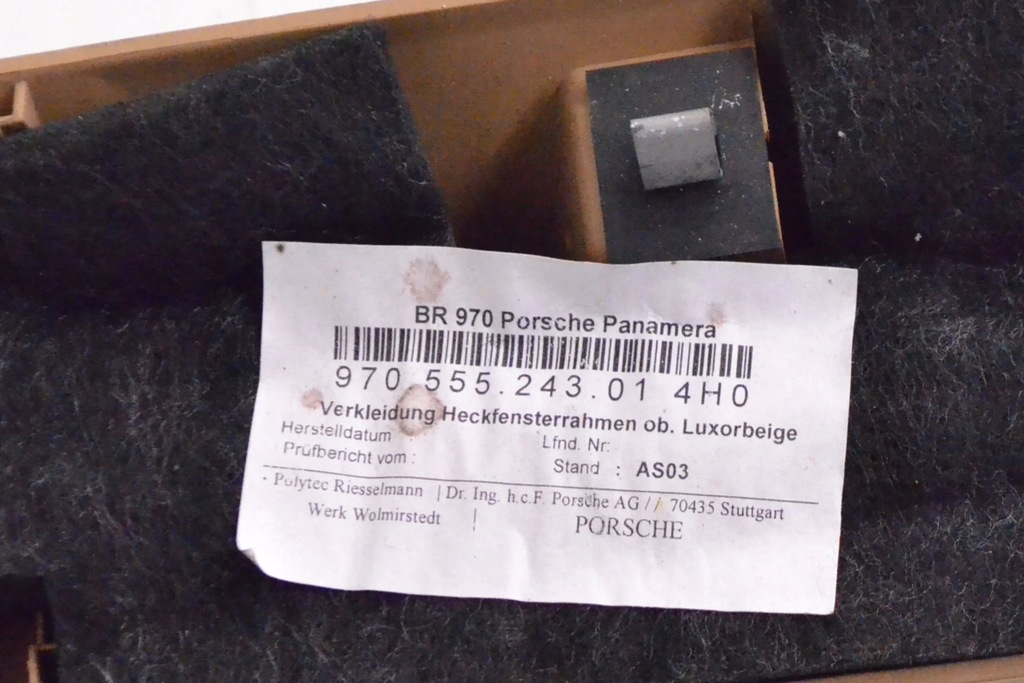 BR 970 Porsche Panamera
970 555.243.01 4H0
Verkleidung Heckfensterrahmen ob. Luxorbeige
Herstelldatum Lfnd. Nr:
Prüfbericht vom : Stand : AS03
Polytec Riesselmann | Dr. Ing. h.c.F. Porsche AG // 70435 Stuttgart
Werk Wolmirstedt | PORSCHE